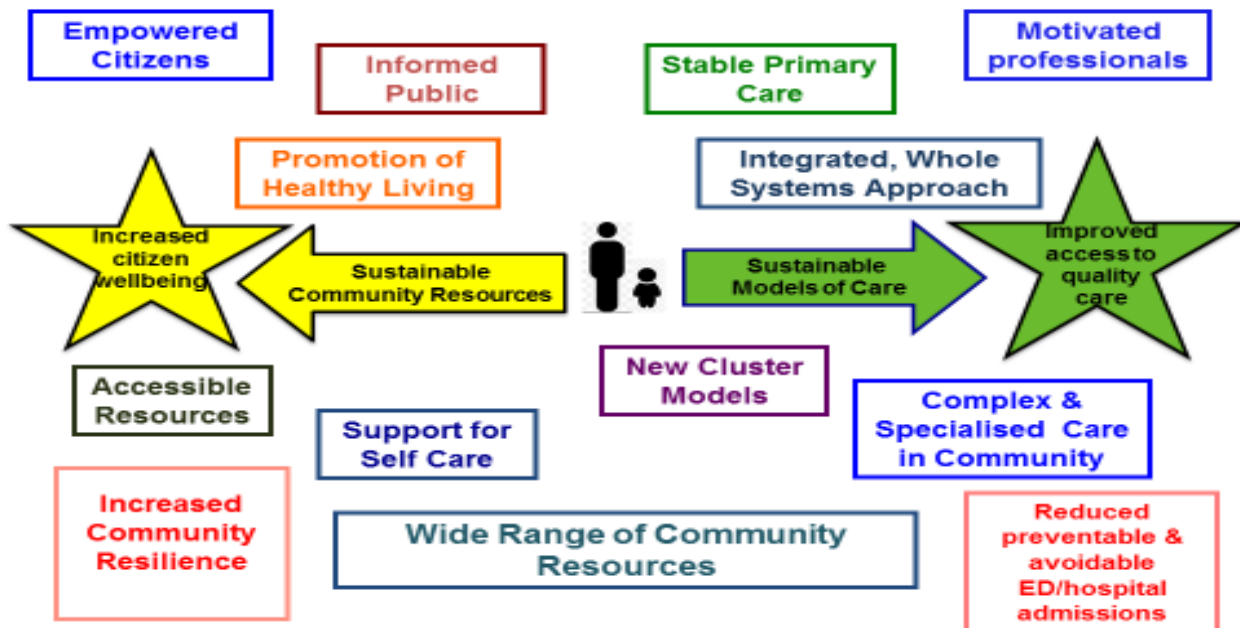 Empowered
Citizens
Informed
Public
Stable Primary
Care
Motivated
professionals
Promotion of
Healthy Living
Integrated, Whole
Systems Approach
Increased
citizen
wellbeing
Sustainable
Community Resources
Sustainable
Models of Care
Improved
access to
quality
care
Accessible
Resources
Support for
Self Care
New Cluster
Models
Complex &
Specialised Care
in Community
Increased
Community
Resilience
Wide Range of Community
Resources
Reduced
preventable &
avoidable
ED/hospital
admissions